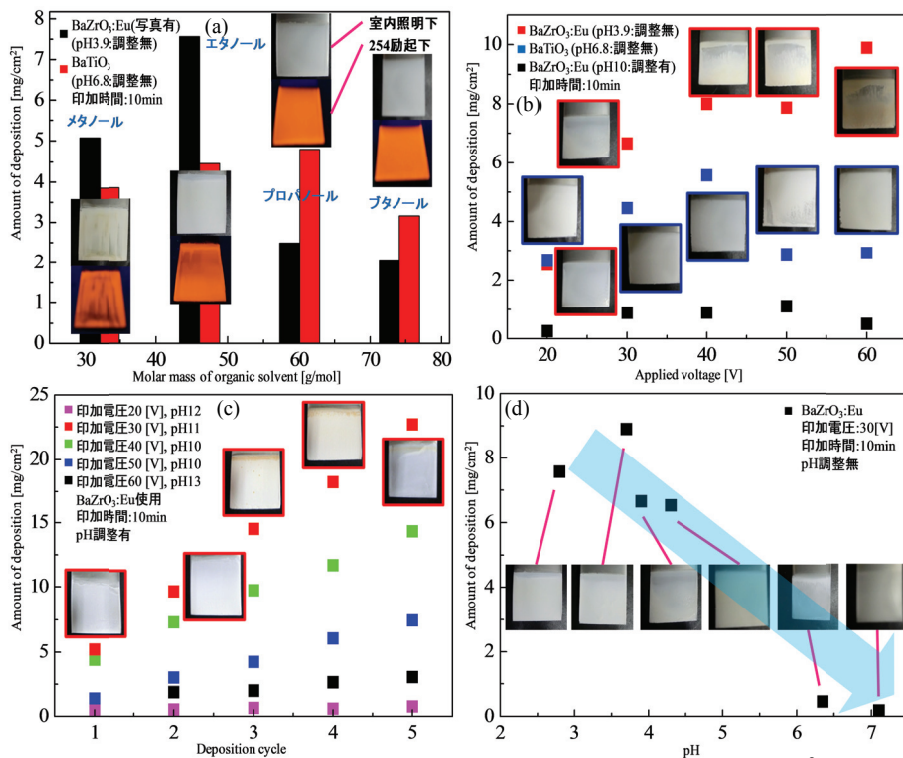 (a)
BaZrO₃:Eu(写真有)
(pH3.9:調整無)
BaTiO₃
(pH6.8:調整無)
印加時間:10min
メタノール
エタノール
プロパノール
ブタノール
室内照明下
254励起下
Amount of deposition [mg/cm²]
8
7
6
5
4
3
2
1
0
30 40 50 60 70 80
Molar mass of organic solvent [g/mol]
(b)
BaZrO₃:Eu (pH3.9:調整無)
BaTiO₃ (pH6.8:調整無)
BaZrO₃:Eu (pH10:調整有)
印加時間:10min
Amount of deposition [mg/cm²]
10
8
6
4
2
0
20 30 40 50 60
Applied voltage [V]
(c)
印加電圧20 [V], pH12
印加電圧30 [V], pH11
印加電圧40 [V], pH10
印加電圧50 [V], pH10
印加電圧60 [V], pH13
BaZrO₃:Eu使用
印加時間:10min
pH調整有
Amount of deposition [mg/cm²]
25
20
15
10
5
0
1 2 3 4 5
Deposition cycle
(d)
BaZrO₃:Eu
印加電圧:30[V]
印加時間:10min
pH調整無
Amount of deposition [mg/cm²]
8
6
4
2
0
2 3 4 5 6 7
pH